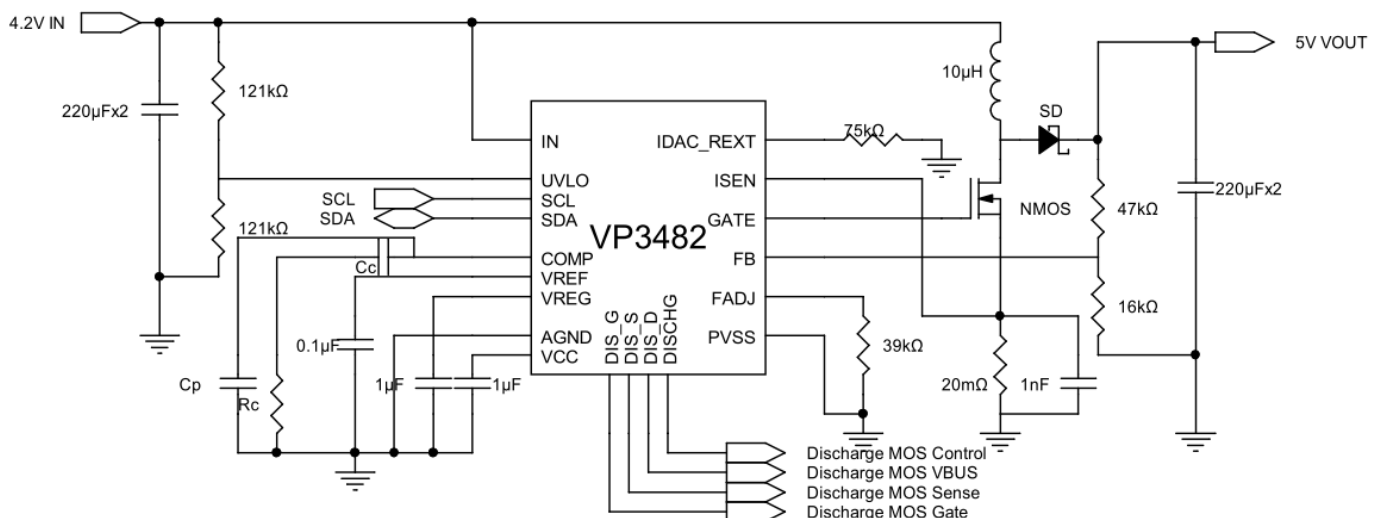 4.2V IN
5V VOUT
10µH
121kΩ
220µFx2
SD
IN
IDAC_REXT
75kΩ
UVLO
ISEN
220µFx2
SCL
SCL
NMOS
47kΩ
SDA
SDA
GATE
121kΩ
VP3482
COMP
FB
Cc
VREF
VREG
FADJ
16kΩ
DIS_G
DIS_S
DIS_D
DISCHG
AGND
PVSS
0.1µF
39kΩ
VCC
Cp
1µF
1µF
20mΩ
1nF
Rc
Discharge MOS Control
Discharge MOS VBUS
Discharge MOS Sense
Discharge MOS Gate